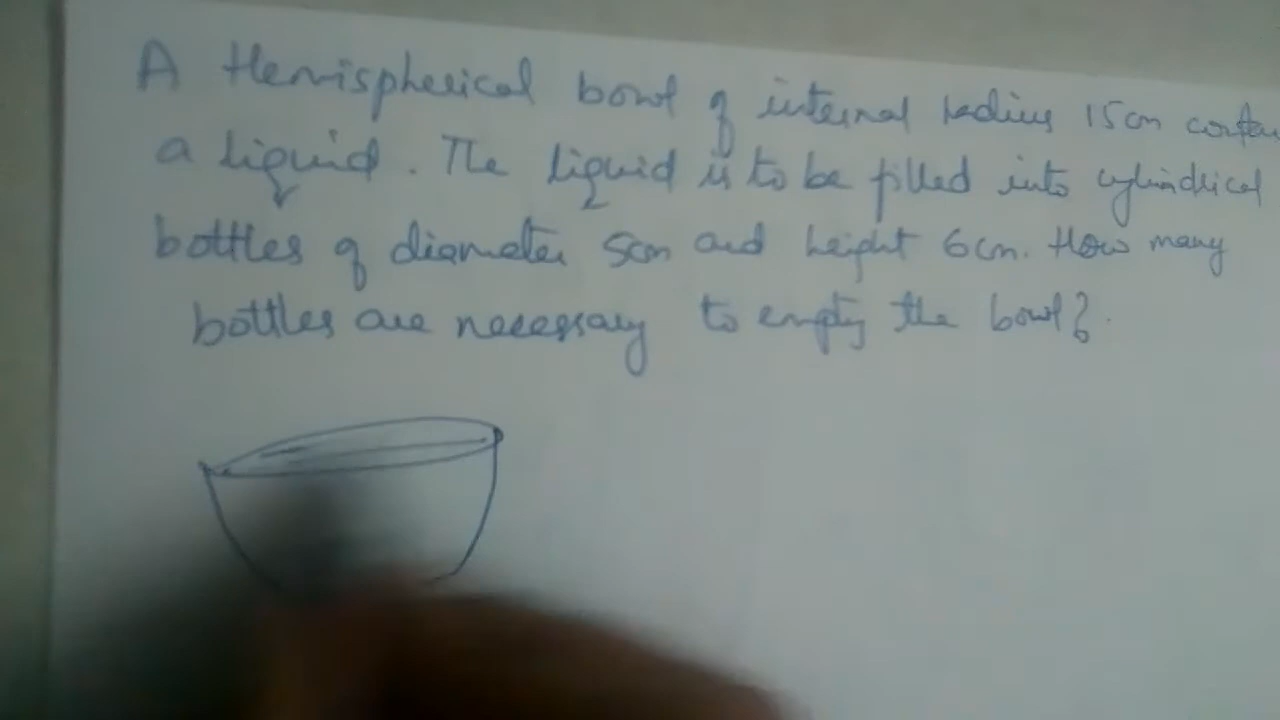 A Hemispherical bowl of internal radius 15cm
a liquid. The liquid is to be filled into cylindrical
bottles of diameter 5cm and height 6cm. How many
bottles are necessary to empty the bowl?